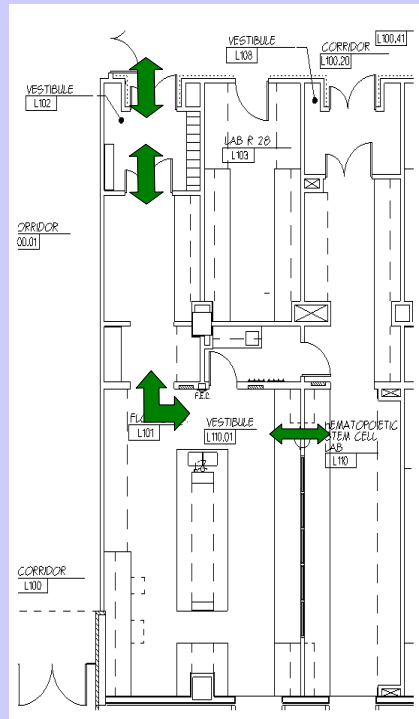 L100.41
VESTIBULE
L108
CORRIDOR
L100.20
VESTIBULE
L102
LAB R 28
L103
ORRIDOR
00.01
F.E.C.
L101
VESTIBULE
L110.01
HEMATOPOIETIC
STEM CELL
LAB
L110
CORRIDOR
L100